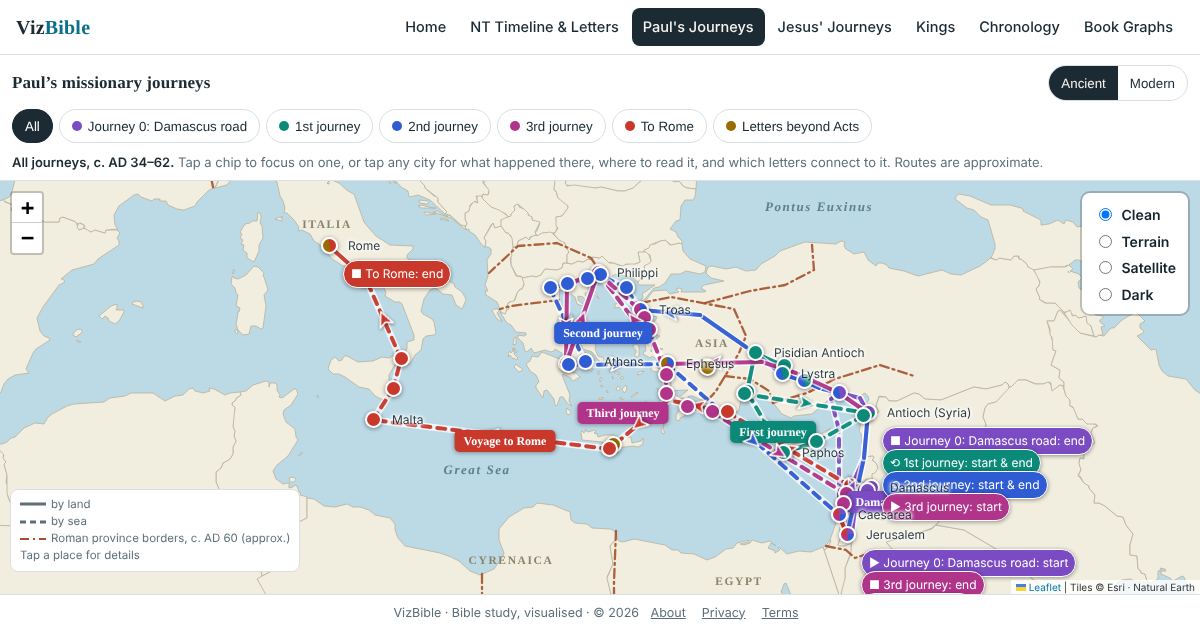 VizBible
Home
NT Timeline & Letters
Paul's Journeys
Jesus' Journeys
Kings
Chronology
Book Graphs
Paul’s missionary journeys
Ancient
Modern
All
Journey 0: Damascus road
1st journey
2nd journey
3rd journey
To Rome
Letters beyond Acts
All journeys, c. AD 34–62. Tap a chip to focus on one, or tap any city for what happened there, where to read it, and which letters connect to it. Routes are approximate.
+
−
Clean
Terrain
Satellite
Dark
Pontus Euxinus
ITALIA
Rome
To Rome: end
Philippi
Troas
Second journey
ASIA
Athens
Ephesus
Pisidian Antioch
Lystra
Third journey
Antioch (Syria)
Malta
Voyage to Rome
First journey
Paphos
Journey 0: Damascus road: end
1st journey: start & end
2nd journey: start & end
3rd journey: start
Great Sea
Damascus
Caesarea
Jerusalem
CYRENAICA
EGYPT
Journey 0: Damascus road: start
3rd journey: end
by land
by sea
Roman province borders, c. AD 60 (approx.)
Tap a place for details
Leaflet | Tiles © Esri · Natural Earth
VizBible · Bible study, visualised · © 2026 About Privacy Terms